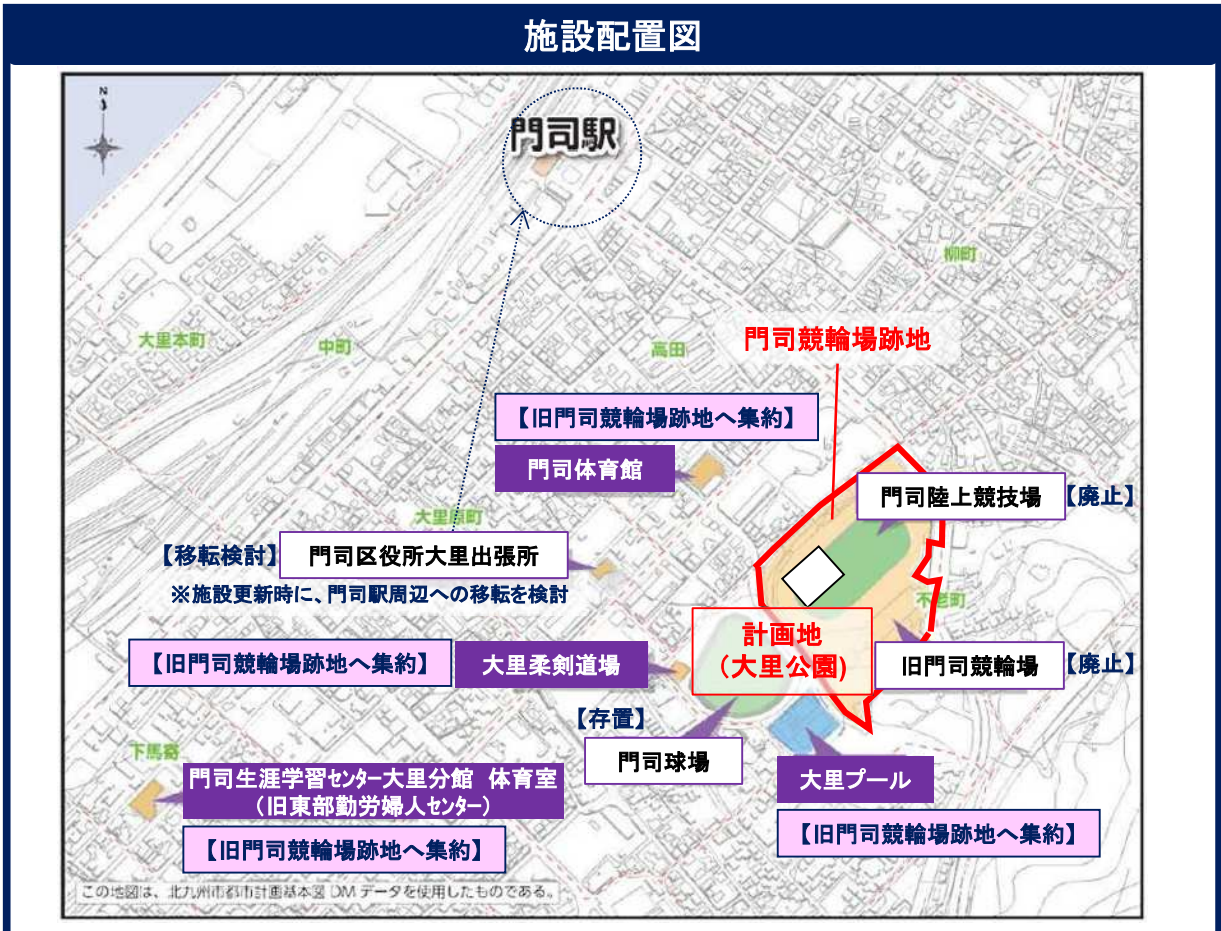 施設配置図
N
門司駅
柳町
大里本町
中町
高田
門司競輪場跡地
【旧門司競輪場跡地へ集約】
門司体育館
門司陸上競技場
【廃止】
大里原町
【移転検討】
門司区役所大里出張所
※施設更新時に、門司駅周辺への移転を検討
不老町
計画地
（大里公園）
【旧門司競輪場跡地へ集約】
大里柔剣道場
旧門司競輪場
【廃止】
【存置】
門司球場
下馬寄
門司生涯学習センター大里分館 体育室
（旧東部勤労婦人センター）
大里プール
【旧門司競輪場跡地へ集約】
【旧門司競輪場跡地へ集約】
この地図は、北九州市都市計画基本図 DM データを使用したものである。